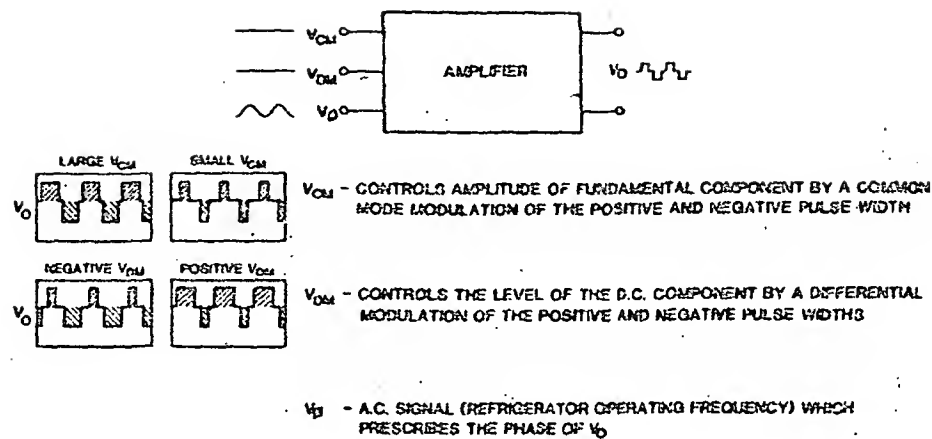 V_CM
V_DM
V_∅
AMPLIFIER
V_O
LARGE V_CM
SMALL V_CM
V_O
V_CM - CONTROLS AMPLITUDE OF FUNDAMENTAL COMPONENT BY A COMMON
MODE MODULATION OF THE POSITIVE AND NEGATIVE PULSE WIDTH
NEGATIVE V_DM
POSITIVE V_DM
V_O
V_DM - CONTROLS THE LEVEL OF THE D.C. COMPONENT BY A DIFFERENTIAL
MODULATION OF THE POSITIVE AND NEGATIVE PULSE WIDTHS
V_∅ - A.C. SIGNAL (REFRIGERATOR OPERATING FREQUENCY) WHICH
PRESCRIBES THE PHASE OF V_O